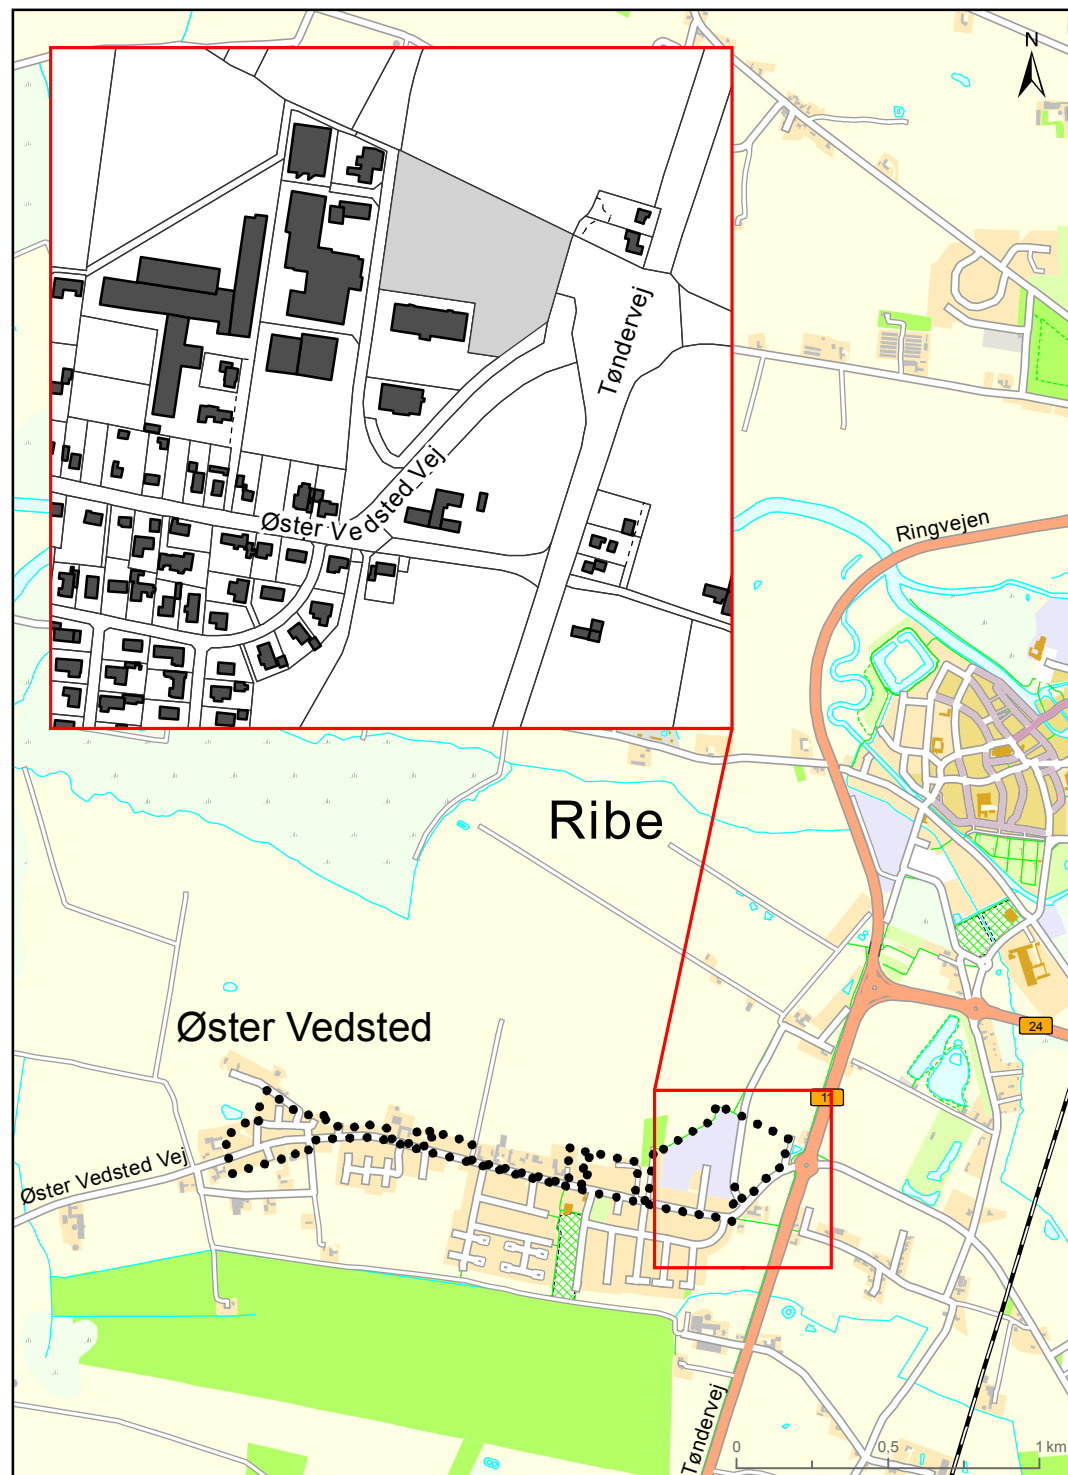 N
Tøndervej
Øster Vedsted Vej
Ringvejen
Ribe
Øster Vedsted
24
11
Øster Vedsted Vej
Tøndervej
0
0,5
1 km